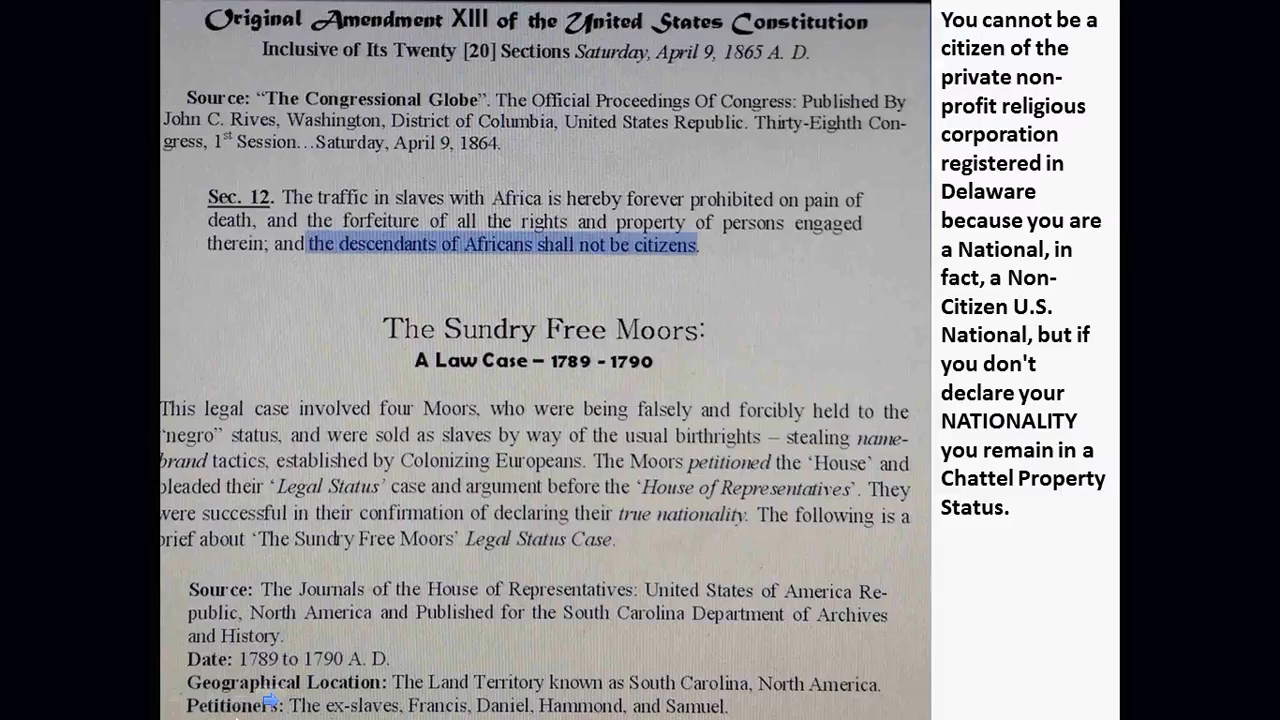 Original Amendment XIII of the United States Constitution
Inclusive of Its Twenty [20] Sections Saturday, April 9, 1865 A. D.
Source: “The Congressional Globe”. The Official Proceedings Of Congress: Published By
John C. Rives, Washington, District of Columbia, United States Republic. Thirty-Eighth Con-
gress, 1st Session…Saturday, April 9, 1864.
Sec. 12. The traffic in slaves with Africa is hereby forever prohibited on pain of
death, and the forfeiture of all the rights and property of persons engaged
therein; and the descendants of Africans shall not be citizens.
The Sundry Free Moors:
A Law Case – 1789 - 1790
This legal case involved four Moors, who were being falsely and forcibly held to the
“negro” status, and were sold as slaves by way of the usual birthrights – stealing name-
brand tactics, established by Colonizing Europeans. The Moors petitioned the ‘House’ and
pleaded their ‘Legal Status’ case and argument before the ‘House of Representatives’. They
were successful in their confirmation of declaring their true nationality. The following is a
brief about ‘The Sundry Free Moors’ Legal Status Case.
Source: The Journals of the House of Representatives: United States of America Re-
public, North America and Published for the South Carolina Department of Archives
and History.
Date: 1789 to 1790 A. D.
Geographical Location: The Land Territory known as South Carolina, North America.
Petitioners: The ex-slaves, Francis, Daniel, Hammond, and Samuel.
You cannot be a
citizen of the
private non-
profit religious
corporation
registered in
Delaware
because you are
a National, in
fact, a Non-
Citizen U.S.
National, but if
you don't
declare your
NATIONALITY
you remain in a
Chattel Property
Status.